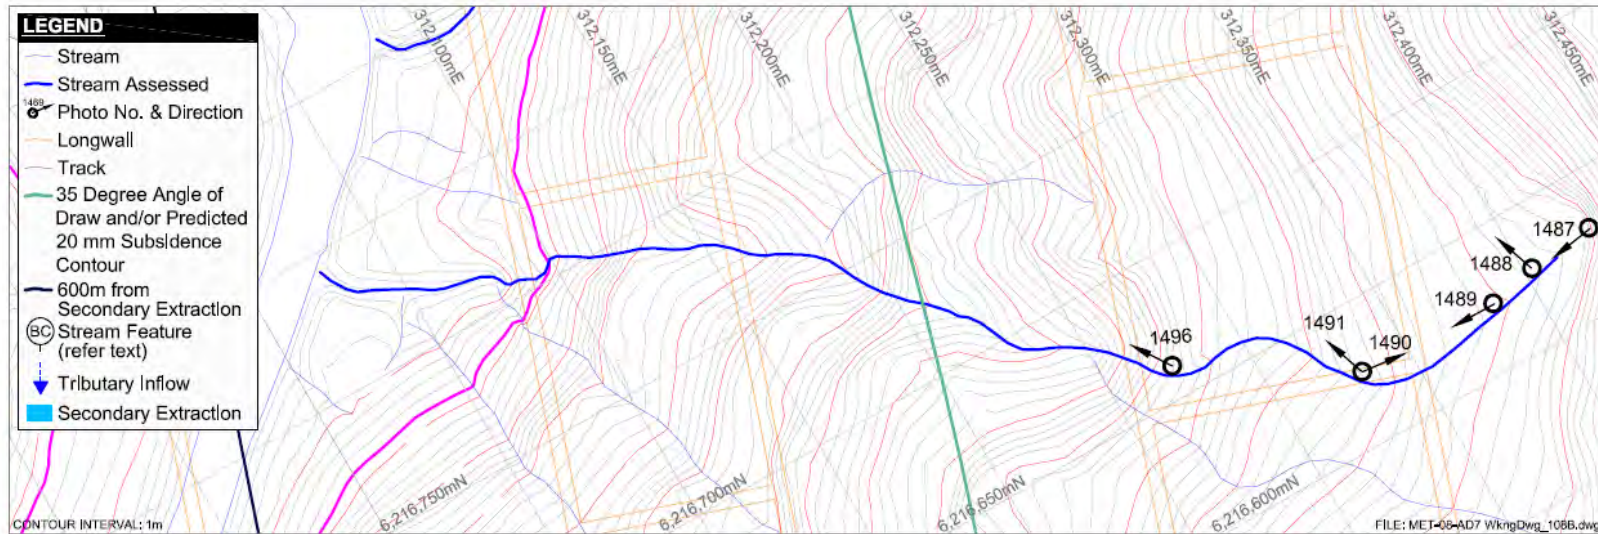 LEGEND
Stream
Stream Assessed
1469
Photo No. & Direction
Longwall
Track
35 Degree Angle of
Draw and/or Predicted
20 mm Subsidence
Contour
600m from
Secondary Extraction
BC
Stream Feature
(refer text)
Tributary Inflow
Secondary Extraction
CONTOUR INTERVAL: 1m
312,100mE
312,150mE
312,200mE
312,250mE
312,300mE
312,350mE
312,400mE
312,450mE
1487
1488
1489
1491
1490
1496
6,216,750mN
6,216,700mN
6,216,650mN
6,216,600mN
FILE: MET-08-AD7 WkngDwg_108B.dwg